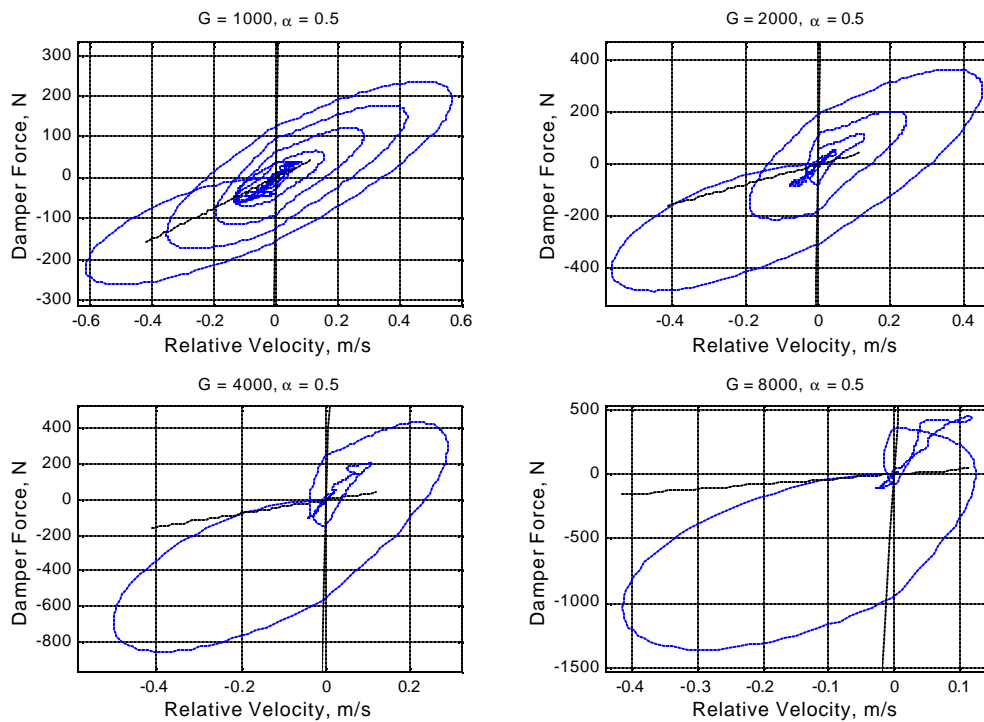 G = 1000, α = 0.5
300
200
100
0
-100
-200
-300
Damper Force, N
-0.6 -0.4 -0.2 0 0.2 0.4 0.6
Relative Velocity, m/s
G = 2000, α = 0.5
400
200
0
-200
-400
Damper Force, N
-0.4 -0.2 0 0.2 0.4
Relative Velocity, m/s
G = 4000, α = 0.5
400
200
0
-200
-400
-600
-800
Damper Force, N
-0.4 -0.2 0 0.2
Relative Velocity, m/s
G = 8000, α = 0.5
500
0
-500
-1000
-1500
Damper Force, N
-0.4 -0.3 -0.2 -0.1 0 0.1
Relative Velocity, m/s